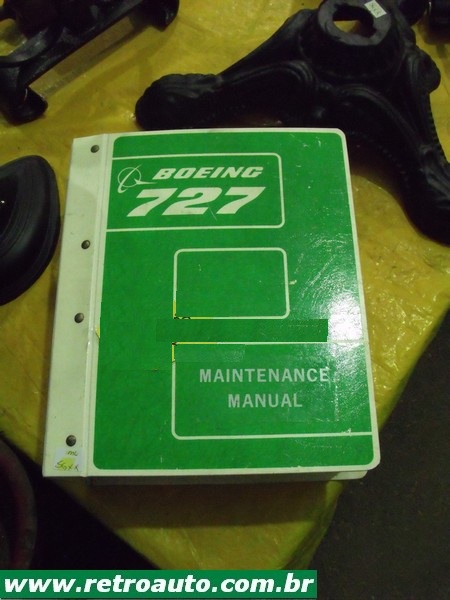 BOEING
727
MAINTENANCE
MANUAL
www.retroauto.com.br